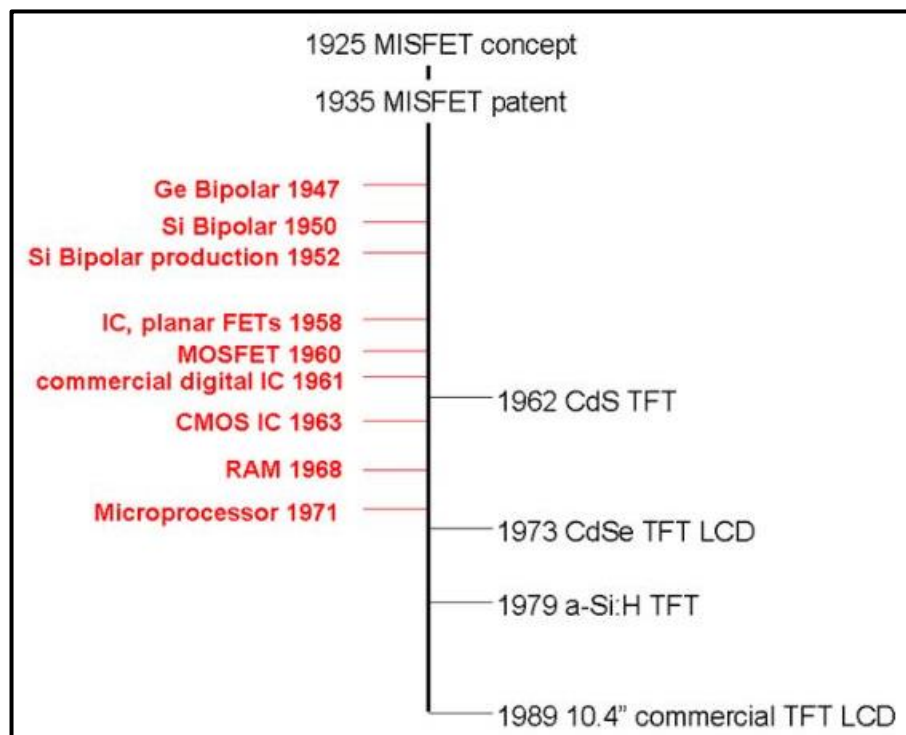 1925 MISFET concept
1935 MISFET patent
Ge Bipolar 1947
Si Bipolar 1950
Si Bipolar production 1952
IC, planar FETs 1958
MOSFET 1960
commercial digital IC 1961
1962 CdS TFT
CMOS IC 1963
RAM 1968
Microprocessor 1971
1973 CdSe TFT LCD
1979 a-Si:H TFT
1989 10.4” commercial TFT LCD